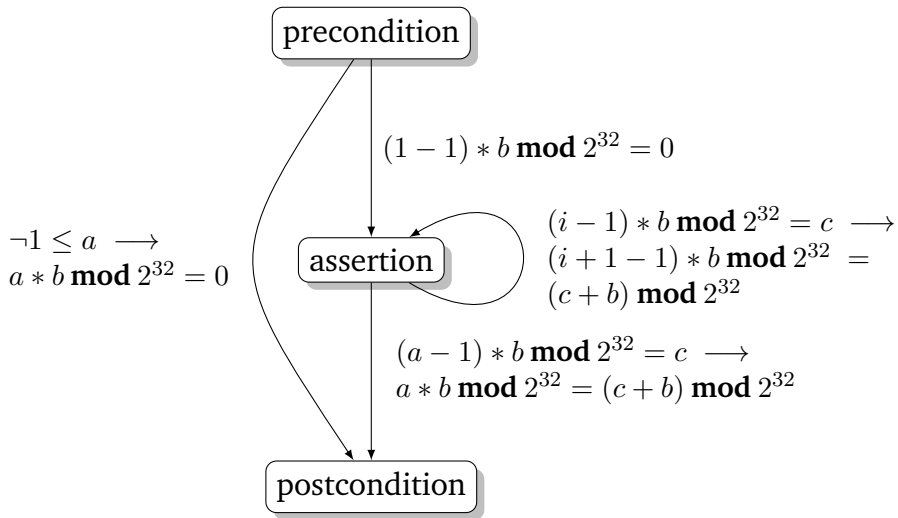 precondition
(1 − 1) ∗ b mod 2³² = 0
¬1 ≤ a ⟶
a ∗ b mod 2³² = 0
assertion
(i − 1) ∗ b mod 2³² = c ⟶
(i + 1 − 1) ∗ b mod 2³² =
(c + b) mod 2³²
(a − 1) ∗ b mod 2³² = c ⟶
a ∗ b mod 2³² = (c + b) mod 2³²
postcondition